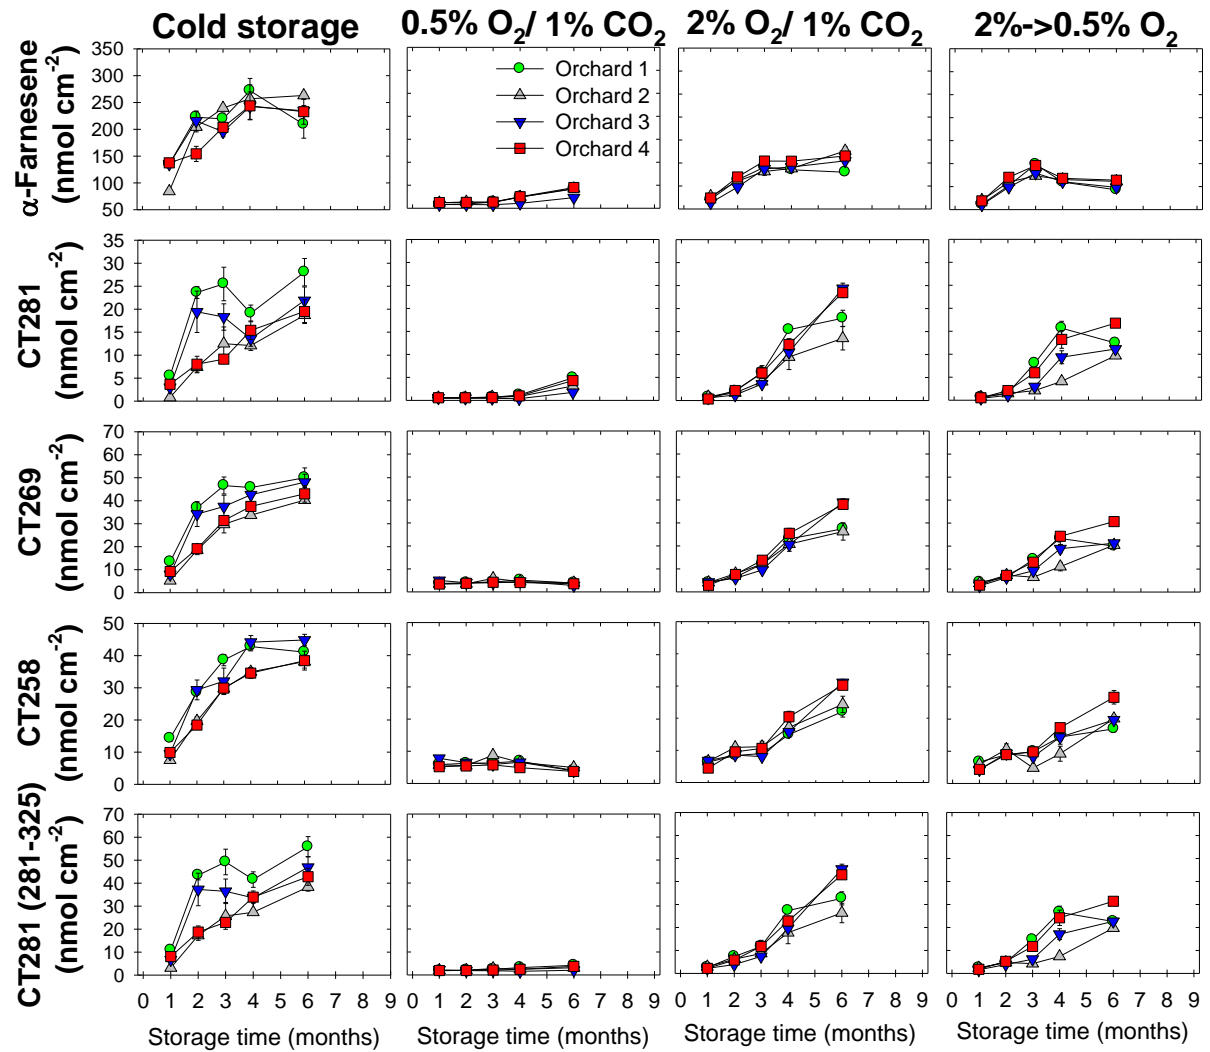 Cold storage
0.5% O2/ 1% CO2
2% O2/ 1% CO2
2%->0.5% O2
α-Farnesene
(nmol cm-2)
350
300
250
200
150
100
50
Orchard 1
Orchard 2
Orchard 3
Orchard 4
CT281
(nmol cm-2)
35
30
25
20
15
10
5
0
CT269
(nmol cm-2)
70
60
50
40
30
20
10
0
CT258
(nmol cm-2)
50
40
30
20
10
0
CT281 (281-325)
(nmol cm-2)
70
60
50
40
30
20
10
0
0 1 2 3 4 5 6 7 8 9
0 1 2 3 4 5 6 7 8 9
0 1 2 3 4 5 6 7 8 9
0 1 2 3 4 5 6 7 8 9
Storage time (months)
Storage time (months)
Storage time (months)
Storage time (months)